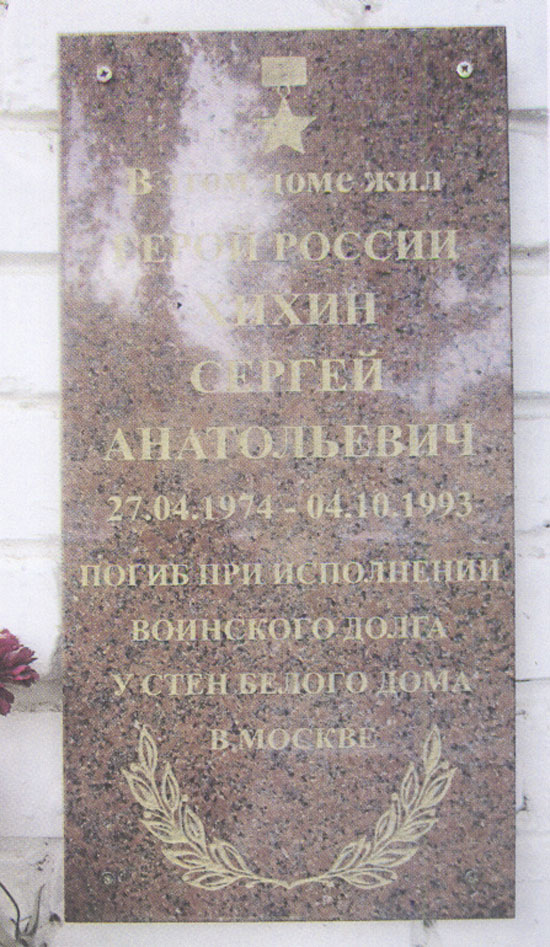 В этом доме жил
ГЕРОЙ РОССИИ
ХИХИН
СЕРГЕЙ
АНАТОЛЬЕВИЧ
27.04.1974 - 04.10.1993
ПОГИБ ПРИ ИСПОЛНЕНИИ
ВОИНСКОГО ДОЛГА
У СТЕН БЕЛОГО ДОМА
В МОСКВЕ